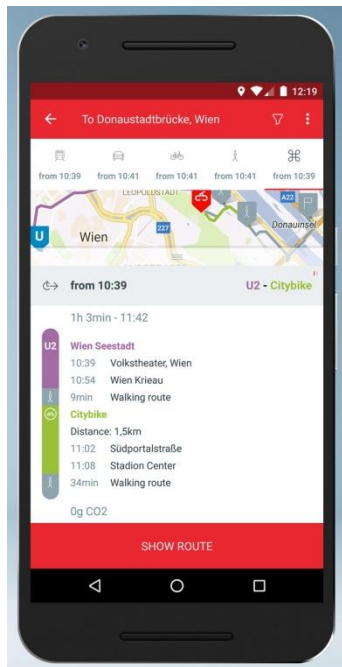 12:19
To Donaustadtbrücke, Wien
from 10:39 from 10:41 from 10:41 from 10:41 from 10:39
LEOPOLDSTADT
A22
P
U
Wien
227
Donauinsel
from 10:39 U2 - Citybike
1h 3min - 11:42
U2 Wien Seestadt
10:39 Volkstheater, Wien
10:54 Wien Krieau
9min Walking route
Citybike
Distance: 1,5km
11:02 Südportalstraße
11:08 Stadion Center
34min Walking route
0g CO2
SHOW ROUTE